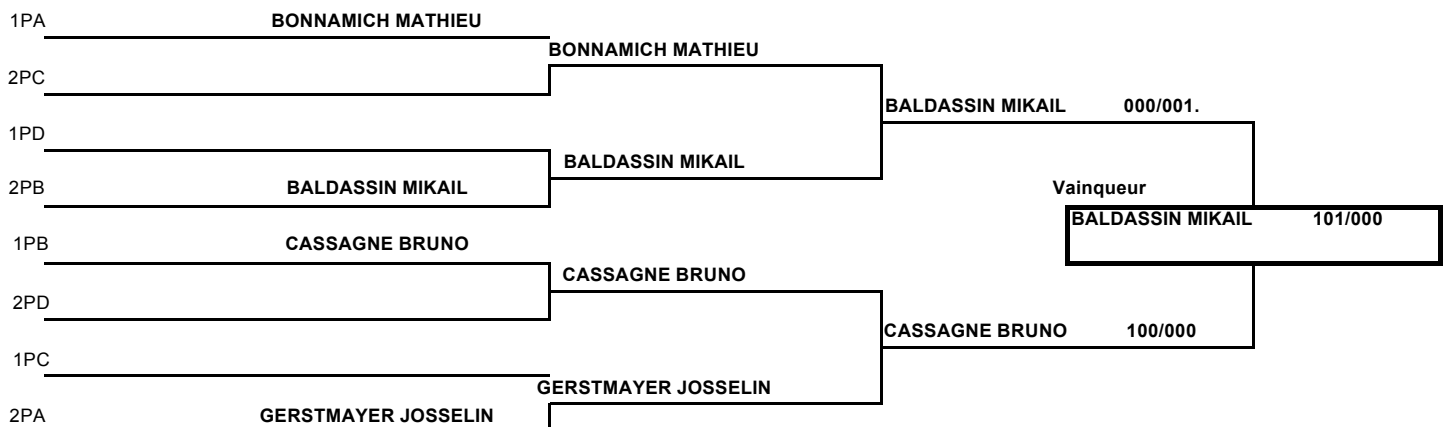 1PA BONNAMICH MATHIEU
BONNAMICH MATHIEU
2PC
BALDASSIN MIKAIL 000/001.
1PD
BALDASSIN MIKAIL
2PB BALDASSIN MIKAIL Vainqueur
BALDASSIN MIKAIL 101/000
1PB CASSAGNE BRUNO
CASSAGNE BRUNO
2PD
CASSAGNE BRUNO 100/000
1PC
GERSTMAYER JOSSELIN
2PA GERSTMAYER JOSSELIN